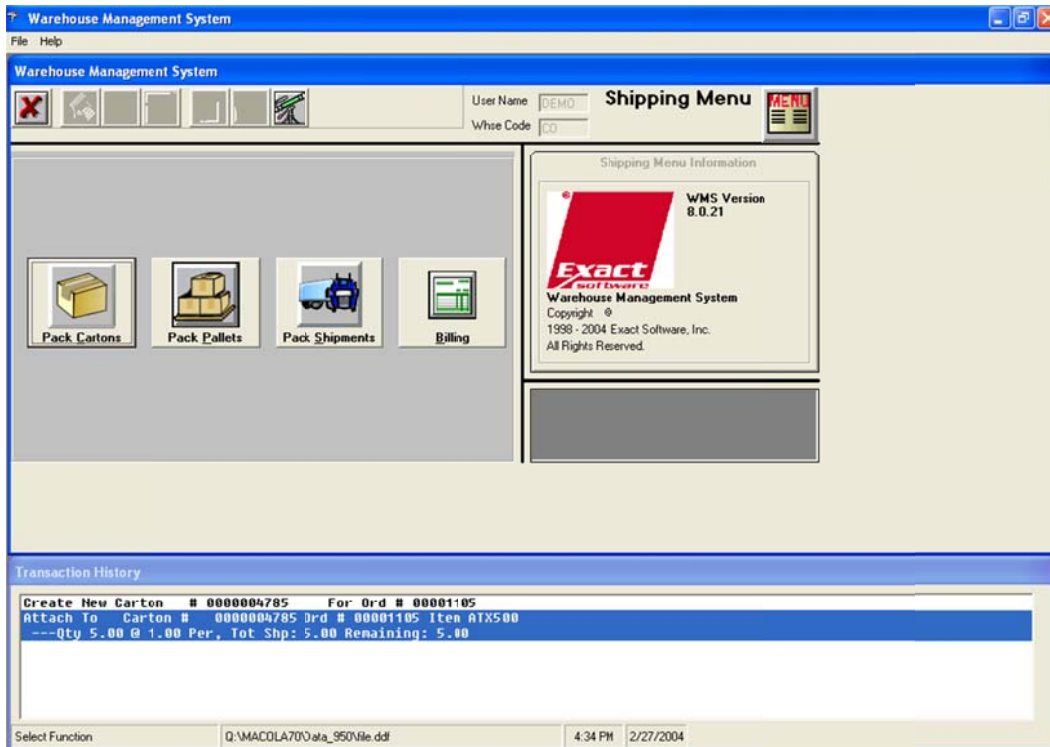 Warehouse Management System
File Help
Warehouse Management System
User Name DEMO
Whse Code CO
Shipping Menu
MENU
Shipping Menu Information
Exact
software
WMS Version
8.0.21
Warehouse Management System
Copyright ©
1998 - 2004 Exact Software, Inc.
All Rights Reserved.
Pack Cartons
Pack Pallets
Pack Shipments
Billing
Transaction History
Create New Carton # 0000004785 For Ord # 00001105
Attach To Carton # 0000004785 Ord # 00001105 Item ATX500
---Qty 5.00 @ 1.00 Per, Tot Shp: 5.00 Remaining: 5.00
Select Function
Q:\MACOLA70\Data_950\file.ddf
4:34 PM
2/27/2004